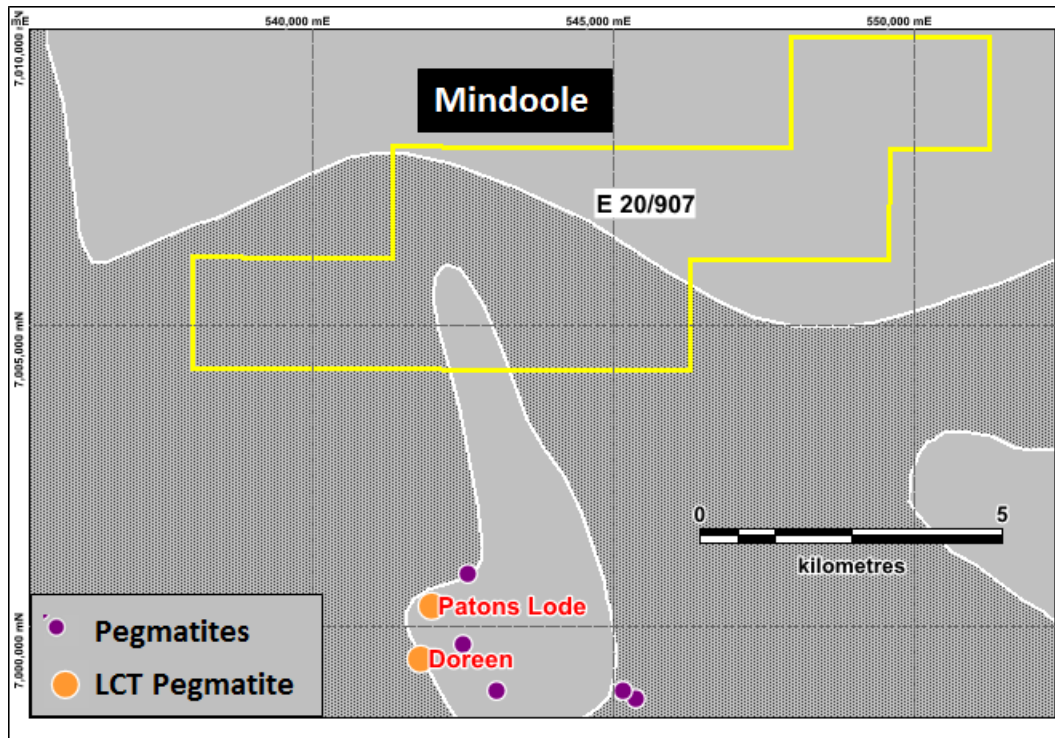 mE 540,000 mE 545,000 mE 550,000 mE
7,010,000 mN
Mindoole
E 20/907
7,005,000 mN
0 5
kilometres
Patons Lode
7,000,000 mN
Doreen
Pegmatites
LCT Pegmatite